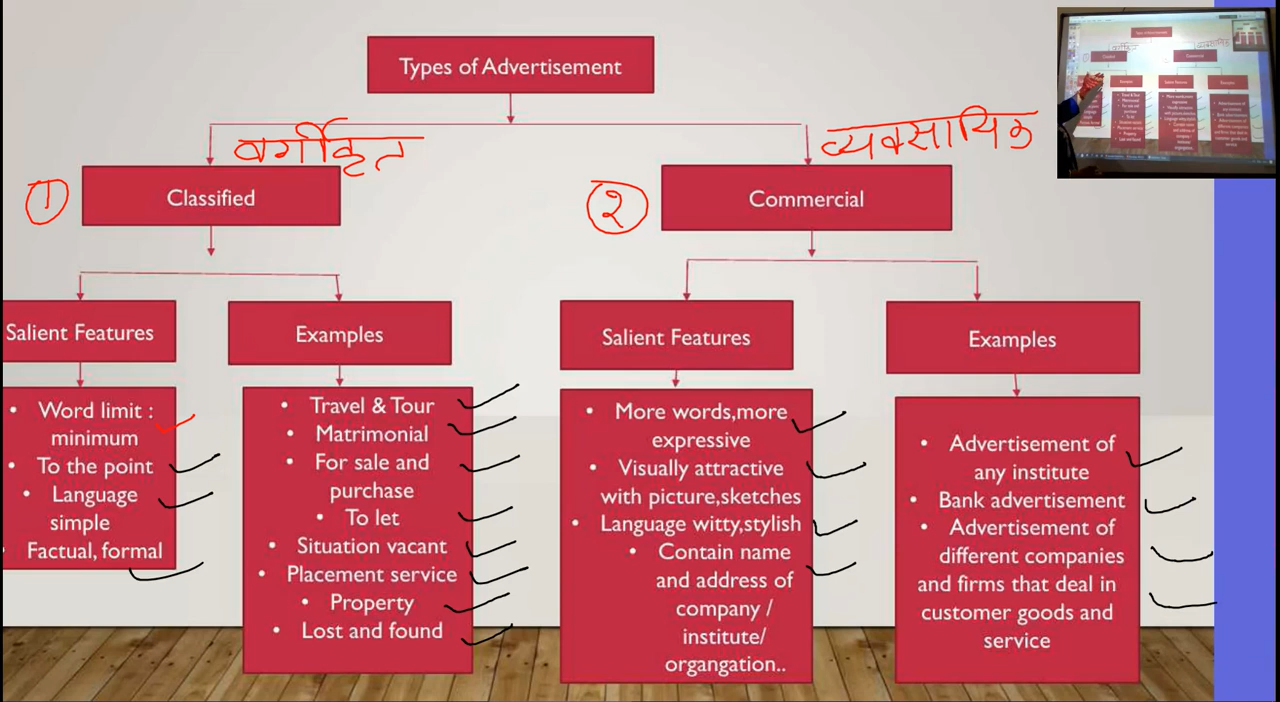 Types of Advertisement
वर्गीकृत
व्यवसायिक
१
Classified
२
Commercial
Salient Features
Examples
Salient Features
Examples
• Word limit :
minimum
• To the point
• Language
simple
• Factual, formal
• Travel & Tour
• Matrimonial
• For sale and
purchase
• To let
• Situation vacant
• Placement service
• Property
• Lost and found
• More words,more
expressive
• Visually attractive
with picture,sketches
• Language witty,stylish
• Contain name
and address of
company /
institute/
organgation..
• Advertisement of
any institute
• Bank advertisement
• Advertisement of
different companies
and firms that deal in
customer goods and
service